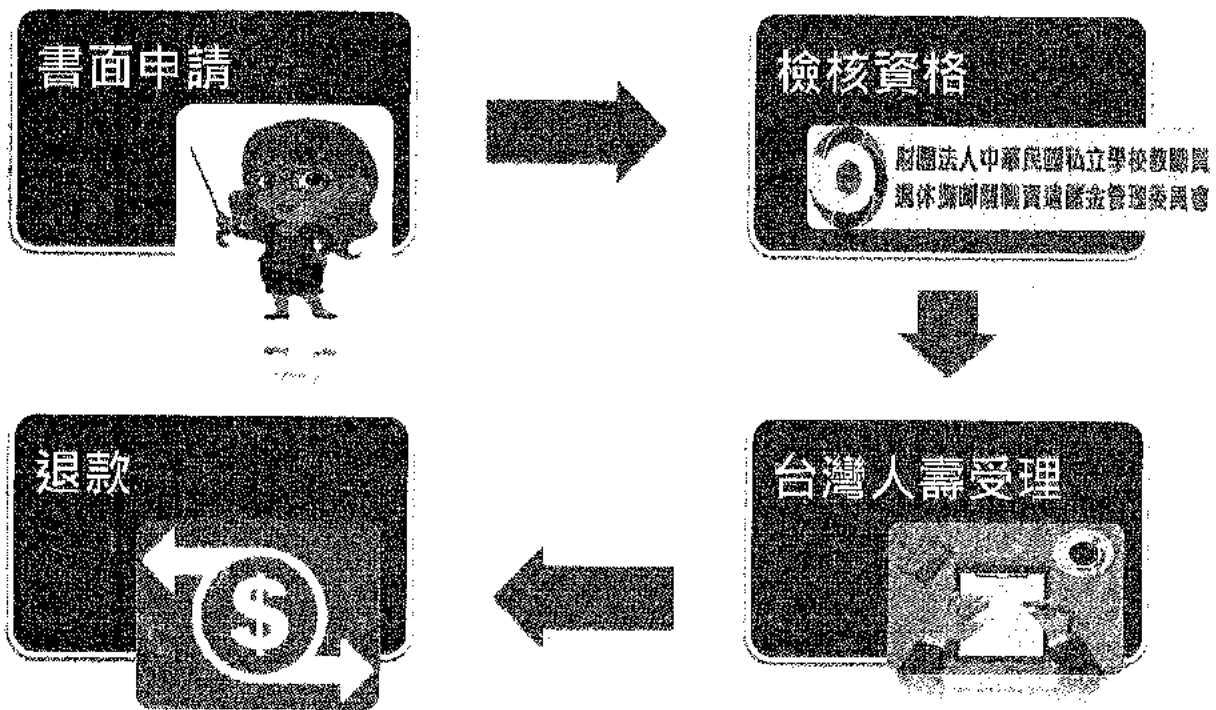 書面申請
檢核資格
財團法人中華民國私立學校教職員
退休撫卹離職資遣儲金管理委員會
台灣人壽受理
退款
$